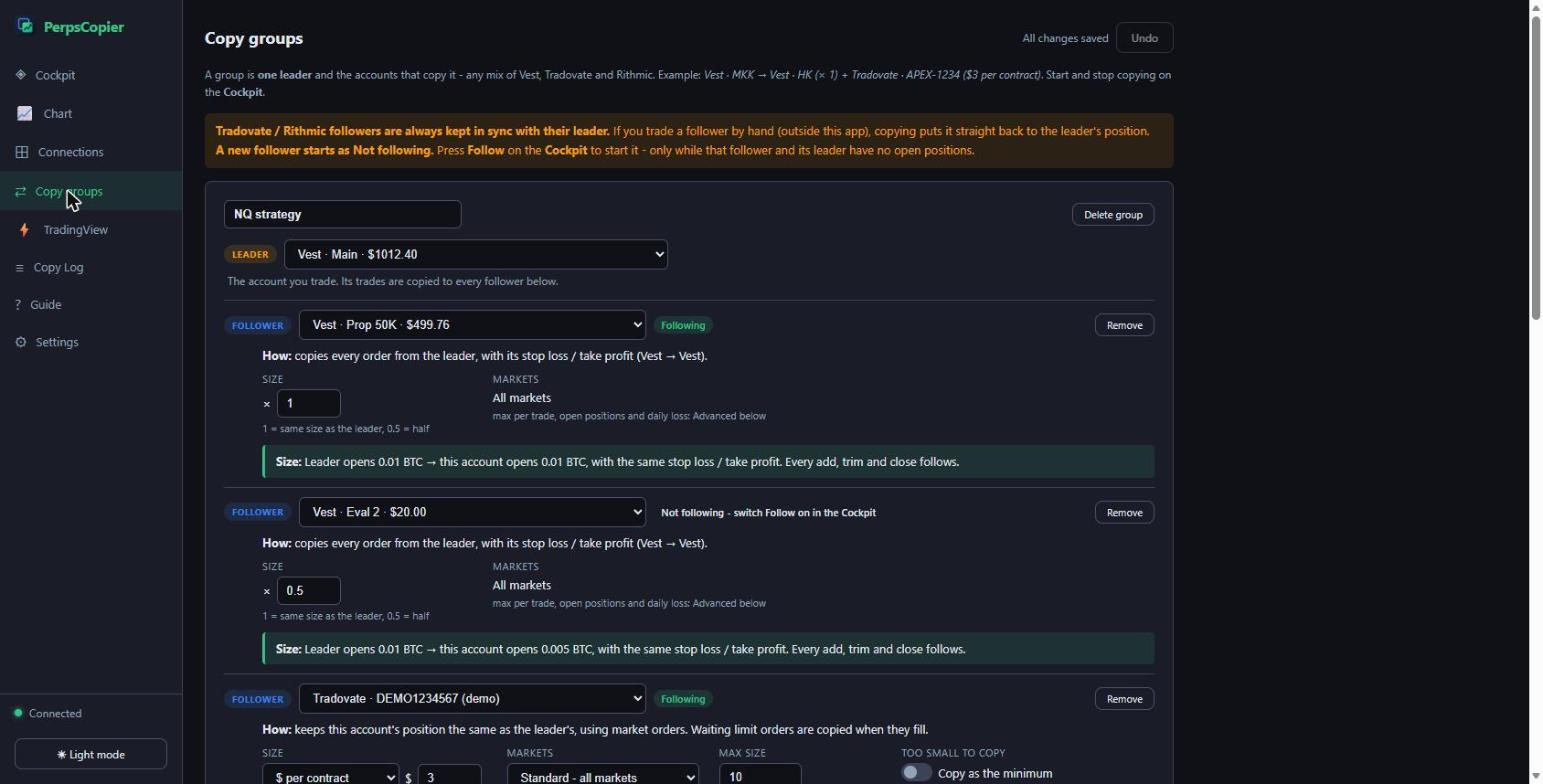 PerpsCopier
Cockpit
Chart
Connections
Copy groups
TradingView
Copy Log
? Guide
Settings
Connected
☀ Light mode
Copy groups
All changes saved
Undo
A group is one leader and the accounts that copy it - any mix of Vest, Tradovate and Rithmic. Example: Vest · MKK → Vest · HK (× 1) + Tradovate · APEX-1234 ($3 per contract). Start and stop copying on
the Cockpit.
Tradovate / Rithmic followers are always kept in sync with their leader. If you trade a follower by hand (outside this app), copying puts it straight back to the leader's position.
A new follower starts as Not following. Press Follow on the Cockpit to start it - only while that follower and its leader have no open positions.
NQ strategy
Delete group
LEADER
Vest · Main · $1012.40
The account you trade. Its trades are copied to every follower below.
FOLLOWER
Vest · Prop 50K · $499.76
Following
Remove
How: copies every order from the leader, with its stop loss / take profit (Vest → Vest).
SIZE
MARKETS
× 1
All markets
max per trade, open positions and daily loss: Advanced below
1 = same size as the leader, 0.5 = half
Size: Leader opens 0.01 BTC → this account opens 0.01 BTC, with the same stop loss / take profit. Every add, trim and close follows.
FOLLOWER
Vest · Eval 2 · $20.00
Not following - switch Follow on in the Cockpit
Remove
How: copies every order from the leader, with its stop loss / take profit (Vest → Vest).
SIZE
MARKETS
× 0.5
All markets
max per trade, open positions and daily loss: Advanced below
1 = same size as the leader, 0.5 = half
Size: Leader opens 0.01 BTC → this account opens 0.005 BTC, with the same stop loss / take profit. Every add, trim and close follows.
FOLLOWER
Tradovate · DEMO1234567 (demo)
Following
Remove
How: keeps this account's position the same as the leader's, using market orders. Waiting limit orders are copied when they fill.
SIZE
MARKETS
MAX SIZE
TOO SMALL TO COPY
$ per contract
$ 3
Standard - all markets
10
Copy as the minimum